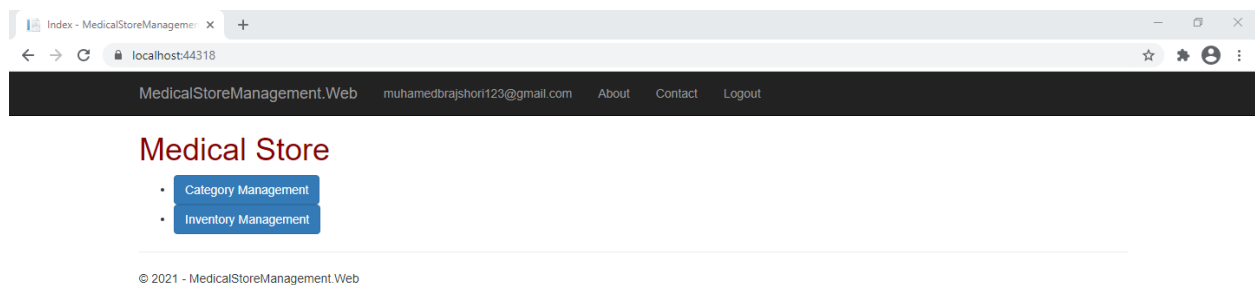 Index - MedicalStoreManagemen
localhost:44318
MedicalStoreManagement.Web muhamedbrajshori123@gmail.com About Contact Logout
Medical Store
• Category Management
• Inventory Management
© 2021 - MedicalStoreManagement.Web